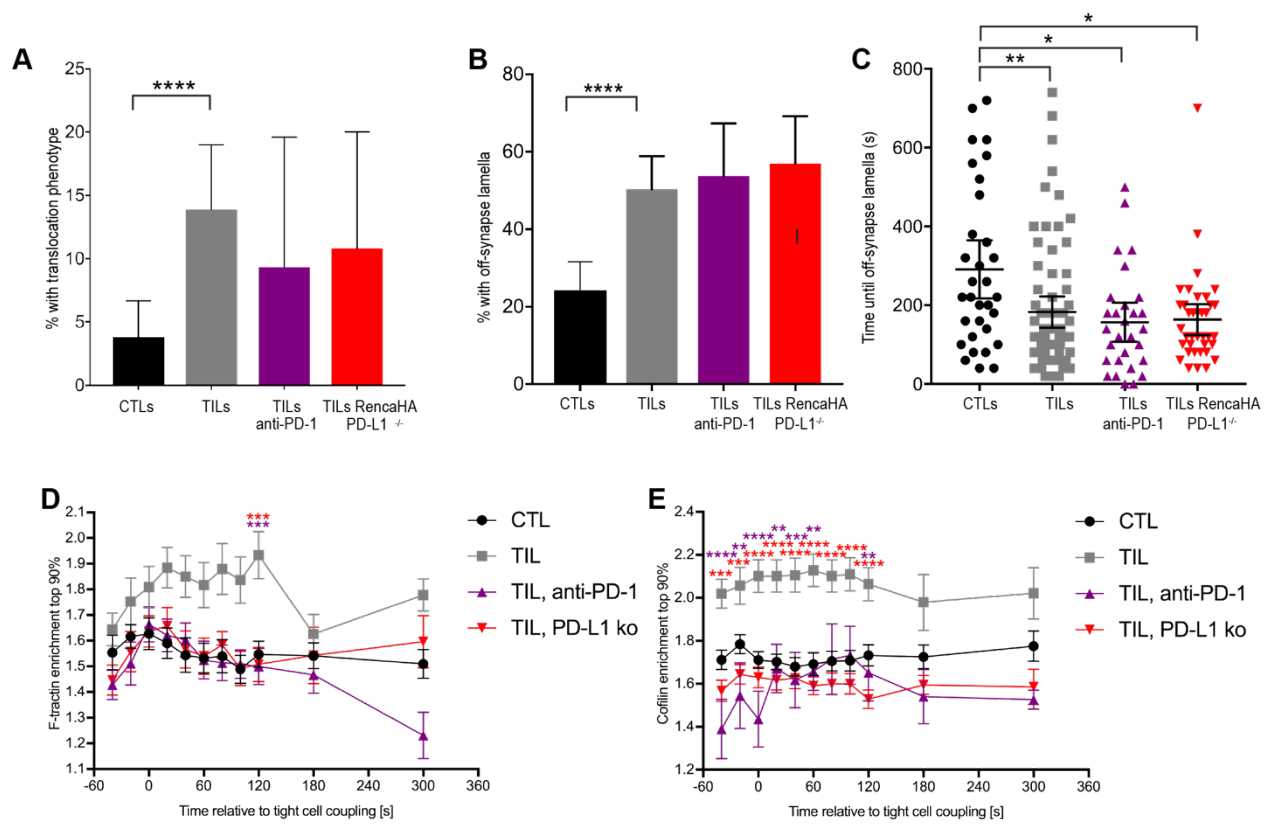 A
% with translocation phenotype
25
20
15
10
5
0
****
CTLs
TILs
TILs
anti-PD-1
TILs RencaHA
PD-L1 -/-
B
% with off-synapse lamella
80
60
40
20
0
****
CTLs
TILs
TILs
anti-PD-1
TILs RencaHA
PD-L1-/-
C
Time until off-synapse lamella (s)
800
600
400
200
0
*
*
**
CTLs
TILs
TILs
anti-PD-1
TILs RencaHA
PD-L1-/-
D
F-tractin enrichment top 90%
2.1
2.0
1.9
1.8
1.7
1.6
1.5
1.4
1.3
1.2
1.1
***
***
-60 0 60 120 180 240 300 360
Time relative to tight cell coupling [s]
CTL
TIL
TIL, anti-PD-1
TIL, PD-L1 ko
E
Cofilin enrichment top 90%
2.4
2.2
2.0
1.8
1.6
1.4
1.2
**** ** **** ** *** ** **
*** *** **** **** **** **** **** **** ****
-60 0 60 120 180 240 300 360
Time relative to tight cell coupling [s]
CTL
TIL
TIL, anti-PD-1
TIL, PD-L1 ko